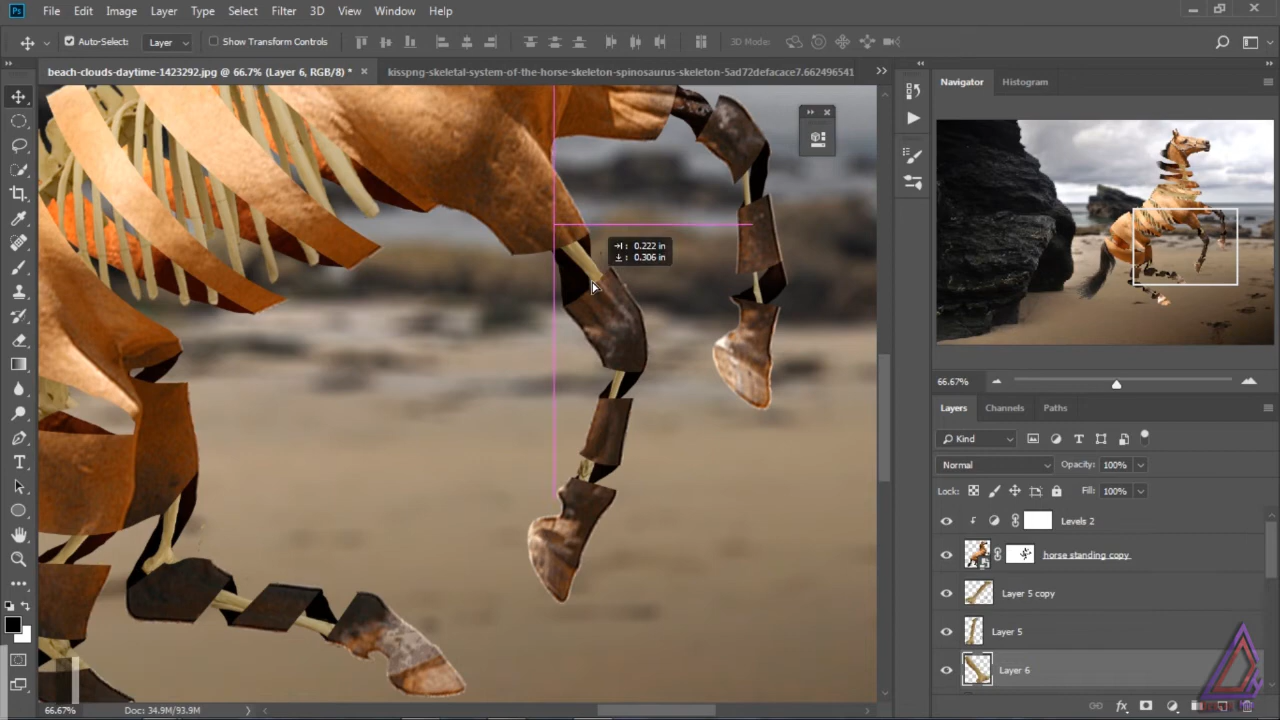 Ps File Edit Image Layer Type Select Filter 3D View Window Help
Auto-Select: Layer Show Transform Controls 3D Mode:
beach-clouds-daytime-1423292.jpg @ 66.7% (Layer 6, RGB/8) * × kisspng-skeletal-system-of-the-horse-skeleton-spinosaurus-skeleton-5ad72defacace7.662496541
Navigator Histogram
: 0.222 in
: 0.306 in
66.67%
Layers Channels Paths
Kind
Normal Opacity: 100%
Lock: Fill: 100%
Levels 2
horse standing copy
Layer 5 copy
Layer 5
Layer 6
66.67% Doc: 34.9M/93.9M